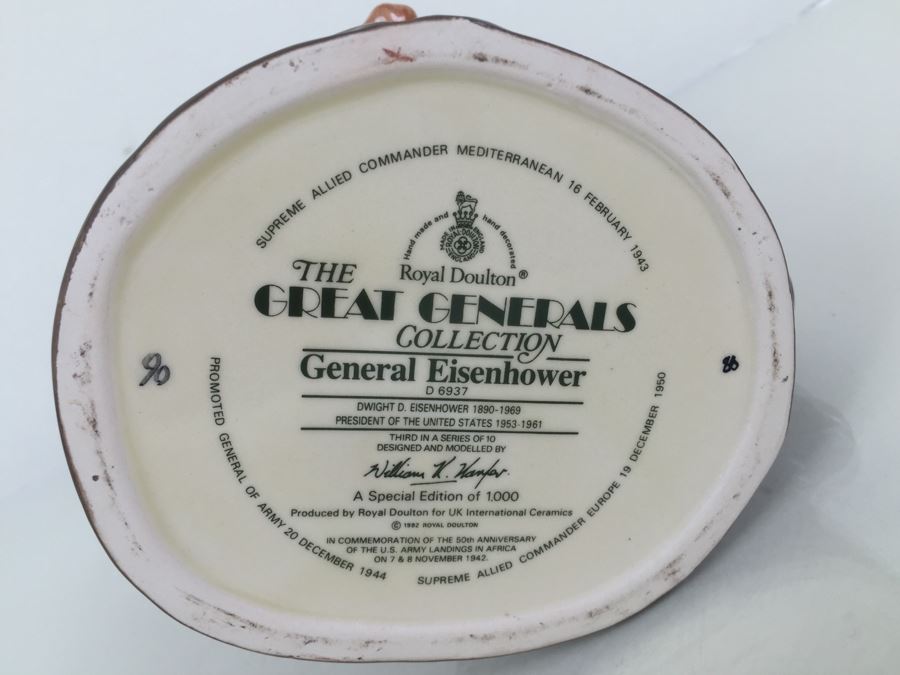 SUPREME ALLIED COMMANDER MEDITERRANEAN 16 FEBRUARY 1943
Hand made and hand decorated
MADE IN ENGLAND
ROYAL DOULTON
ENGLAND
Royal Doulton®
THE
GREAT GENERALS
COLLECTION
General Eisenhower
D 6937
DWIGHT D. EISENHOWER 1890-1969
PRESIDENT OF THE UNITED STATES 1953-1961
THIRD IN A SERIES OF 10
DESIGNED AND MODELLED BY
William K. Harper.
A Special Edition of 1000
Produced by Royal Doulton for UK International Ceramics
© 1992 ROYAL DOULTON
IN COMMEMORATION OF THE 50th ANNIVERSARY
OF THE U.S. ARMY LANDINGS IN AFRICA
ON 7 & 8 NOVEMBER 1942.
PROMOTED GENERAL OF ARMY 20 DECEMBER 1944
SUPREME ALLIED COMMANDER EUROPE 19 DECEMBER 1950